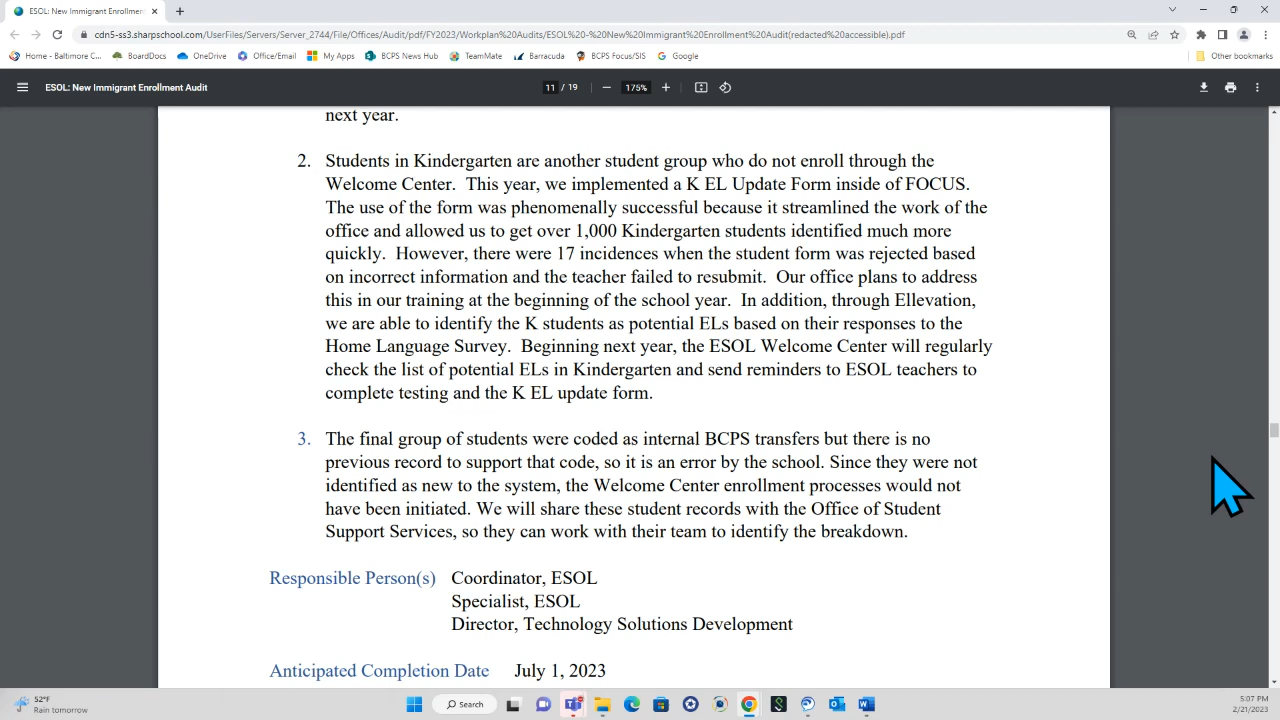 ESOL: New Immigrant Enrollment A
cdn5-ss3.sharpschool.com/UserFiles/Servers/Server_2744/File/Offices/Audit/pdf/FY2023/Workplan%20Audits/ESOL%20-%20New%20Immigrant%20Enrollment%20Audit(redacted%20accessible).pdf
Home - Baltimore C... BoardDocs OneDrive Office/Email My Apps BCPS News Hub TeamMate Barracuda BCPS Focus/SIS Google Other bookmarks
ESOL: New Immigrant Enrollment Audit 11 / 19 175%
next year.
2. Students in Kindergarten are another student group who do not enroll through the
Welcome Center. This year, we implemented a K EL Update Form inside of FOCUS.
The use of the form was phenomenally successful because it streamlined the work of the
office and allowed us to get over 1,000 Kindergarten students identified much more
quickly. However, there were 17 incidences when the student form was rejected based
on incorrect information and the teacher failed to resubmit. Our office plans to address
this in our training at the beginning of the school year. In addition, through Ellevation,
we are able to identify the K students as potential ELs based on their responses to the
Home Language Survey. Beginning next year, the ESOL Welcome Center will regularly
check the list of potential ELs in Kindergarten and send reminders to ESOL teachers to
complete testing and the K EL update form.
3. The final group of students were coded as internal BCPS transfers but there is no
previous record to support that code, so it is an error by the school. Since they were not
identified as new to the system, the Welcome Center enrollment processes would not
have been initiated. We will share these student records with the Office of Student
Support Services, so they can work with their team to identify the breakdown.
Responsible Person(s) Coordinator, ESOL
Specialist, ESOL
Director, Technology Solutions Development
Anticipated Completion Date July 1, 2023
52°F
Rain tomorrow
Search
5:07 PM
2/21/2023